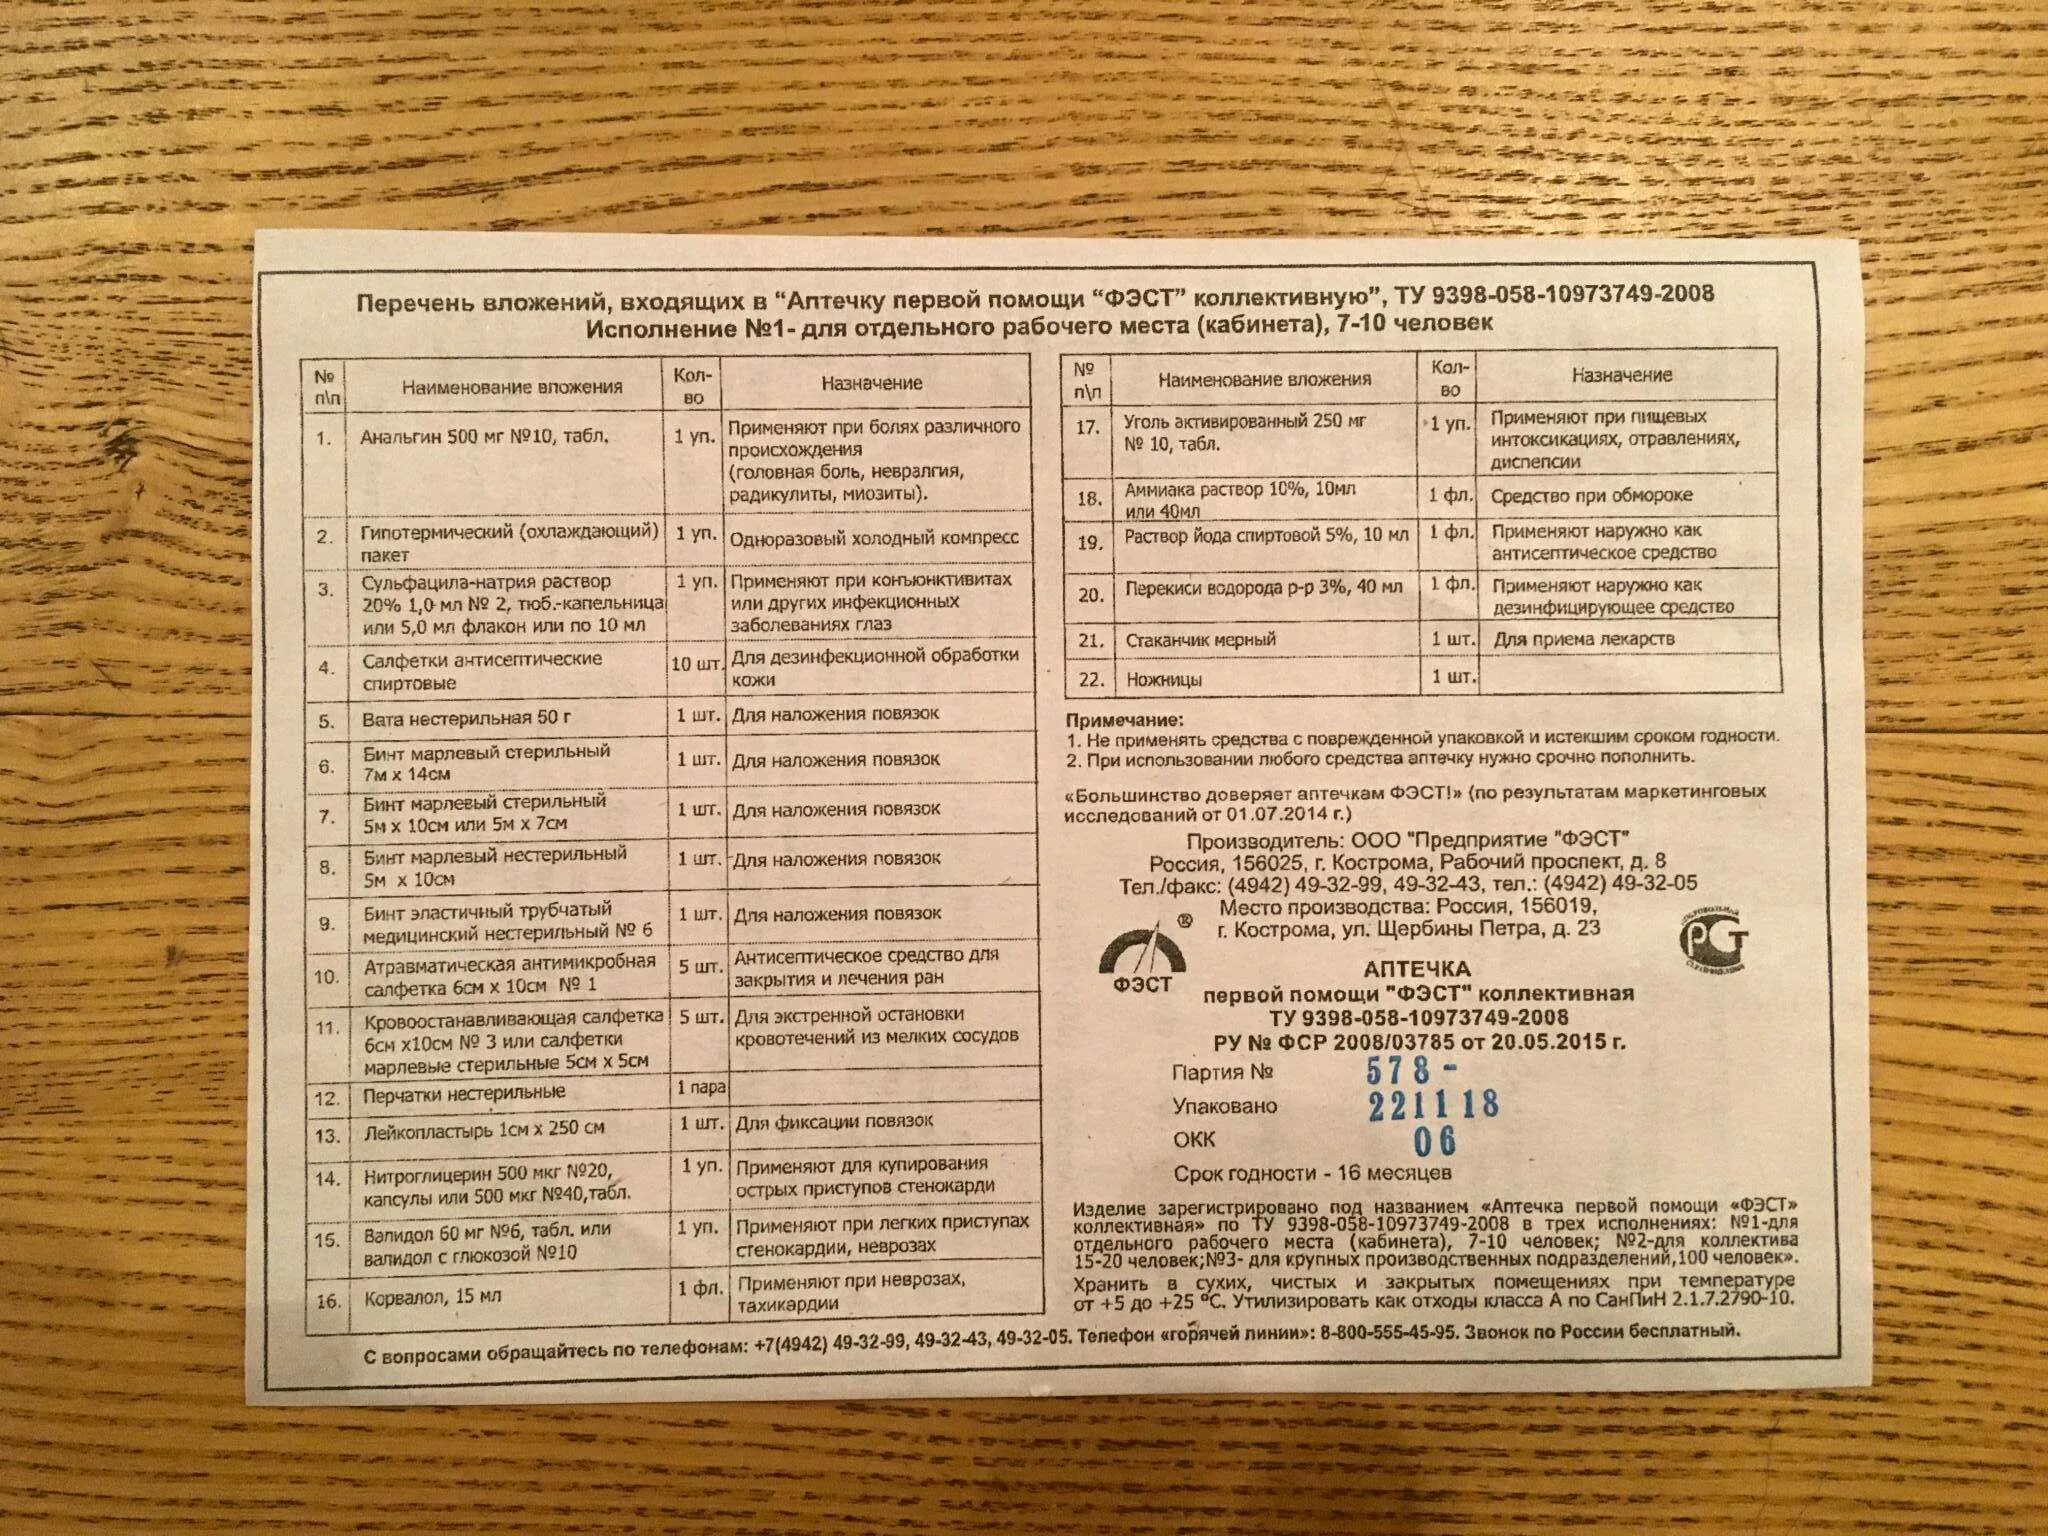 Перечень вложений, входящих в “Аптечку первой помощи “ФЭСТ” коллективную”, ТУ 9398-058-10973749-2008
Исполнение №1- для отдельного рабочего места (кабинета), 7-10 человек
№ п\п Наименование вложения Кол-во Назначение
1. Анальгин 500 мг №10, табл. 1 уп. Применяют при болях различного
происхождения
(головная боль, невралгия,
радикулиты, миозиты).
2. Гипотермический (охлаждающий) 1 уп. Одноразовый холодный компресс
пакет
3. Сульфацила-натрия раствор 1 уп. Применяют при конъюнктивитах
20% 1,0 мл № 2, тюб.-капельница или других инфекционных
или 5,0 мл флакон или по 10 мл заболеваниях глаз
4. Салфетки антисептические 10 шт. Для дезинфекционной обработки
спиртовые кожи
5. Вата нестерильная 50 г 1 шт. Для наложения повязок
6. Бинт марлевый стерильный 1 шт. Для наложения повязок
7м х 14см
7. Бинт марлевый стерильный 1 шт. Для наложения повязок
5м х 10см или 5м х 7см
8. Бинт марлевый нестерильный 1 шт. Для наложения повязок
5м х 10см
9. Бинт эластичный трубчатый 1 шт. Для наложения повязок
медицинский нестерильный № 6
10. Атравматическая антимикробная 5 шт. Антисептическое средство для
салфетка 6см х 10см № 1 закрытия и лечения ран
11. Кровоостанавливающая салфетка 5 шт. Для экстренной остановки
6см х10см № 3 или салфетки кровотечений из мелких сосудов
марлевые стерильные 5см х 5см
12. Перчатки нестерильные 1 пара
13. Лейкопластырь 1см х 250 см 1 шт. Для фиксации повязок
14. Нитроглицерин 500 мкг №20, 1 уп. Применяют для купирования
капсулы или 500 мкг №40,табл. острых приступов стенокарди
15. Валидол 60 мг №6, табл. или 1 уп. Применяют при легких приступах
валидол с глюкозой №10 стенокардии, неврозах
16. Корвалол, 15 мл 1 фл. Применяют при неврозах,
тахикардии
№ п\п Наименование вложения Кол-во Назначение
17. Уголь активированный 250 мг 1 уп. Применяют при пищевых
№ 10, табл. интоксикациях, отравлениях,
диспепсии
18. Аммиака раствор 10%, 10мл 1 фл. Средство при обмороке
или 40мл
19. Раствор йода спиртовой 5%, 10 мл 1 фл. Применяют наружно как
антисептическое средство
20. Перекиси водорода р-р 3%, 40 мл 1 фл. Применяют наружно как
дезинфицирующее средство
21. Стаканчик мерный 1 шт. Для приема лекарств
22. Ножницы 1 шт.
Примечание:
1. Не применять средства с поврежденной упаковкой и истекшим сроком годности.
2. При использовании любого средства аптечку нужно срочно пополнить.
«Большинство доверяет аптечкам ФЭСТ!» (по результатам маркетинговых
исследований от 01.07.2014 г.)
Производитель: ООО "Предприятие "ФЭСТ"
Россия, 156025, г. Кострома, Рабочий проспект, д. 8
Тел./факс: (4942) 49-32-99, 49-32-43, тел.: (4942) 49-32-05
Место производства: Россия, 156019,
г. Кострома, ул. Щербины Петра, д. 23
®
ФЭСТ
РСТ
АПТЕЧКА
первой помощи "ФЭСТ" коллективная
ТУ 9398-058-10973749-2008
РУ № ФСР 2008/03785 от 20.05.2015 г.
Партия № 578-
Упаковано 221118
ОКК 06
Срок годности - 16 месяцев
Изделие зарегистрировано под названием «Аптечка первой помощи «ФЭСТ»
коллективная» по ТУ 9398-058-10973749-2008 в трех исполнениях: №1-для
отдельного рабочего места (кабинета), 7-10 человек; №2-для коллектива
15-20 человек;№3- для крупных производственных подразделений,100 человек».
Хранить в сухих, чистых и закрытых помещениях при температуре
от +5 до +25 °С. Утилизировать как отходы класса А по СанПиН 2.1.7.2790-10.
С вопросами обращайтесь по телефонам: +7(4942) 49-32-99, 49-32-43, 49-32-05. Телефон «горячей линии»: 8-800-555-45-95. Звонок по России бесплатный.